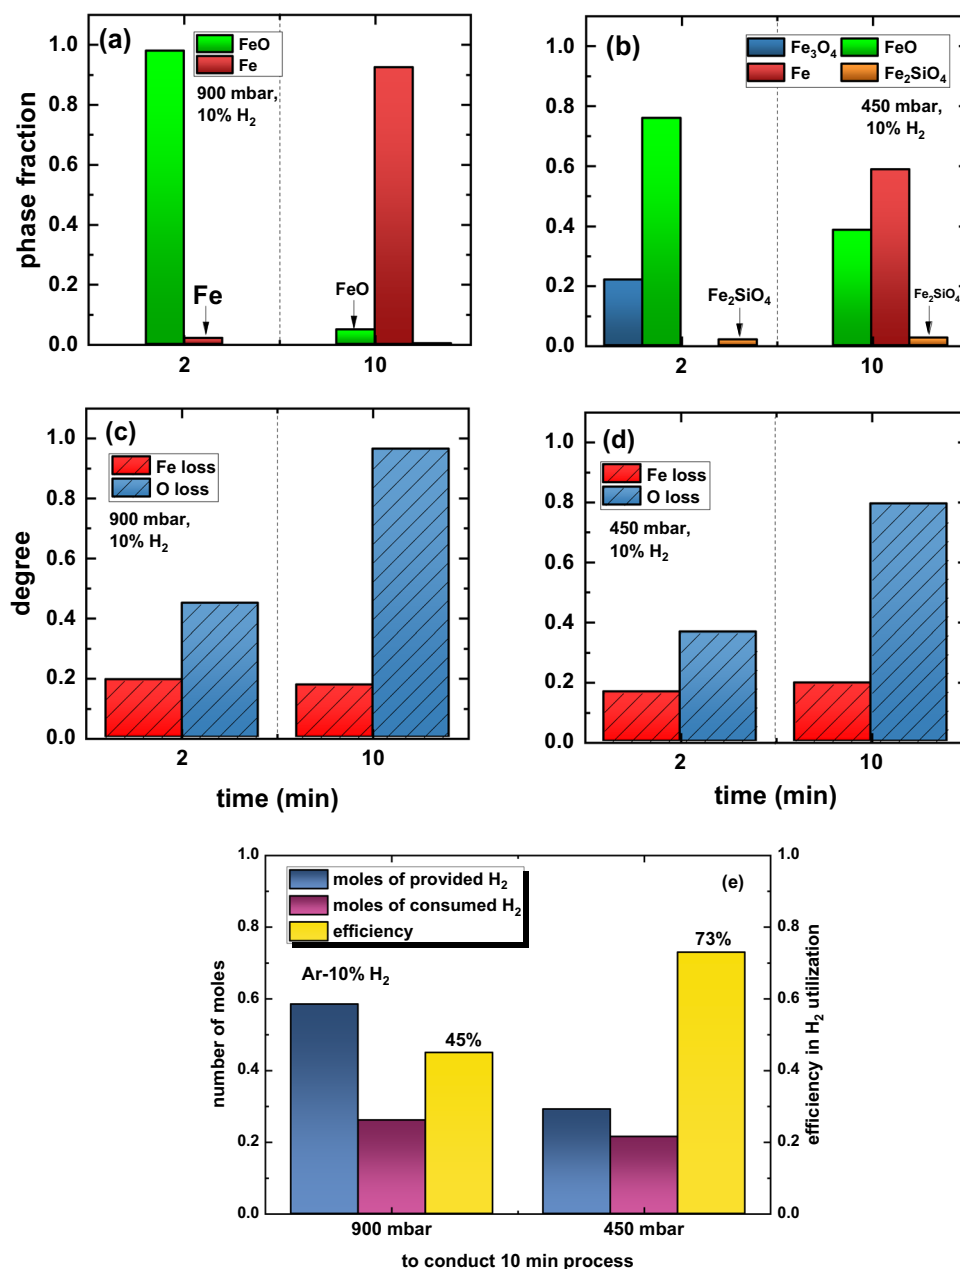 (a)
FeO
Fe
900 mbar,
10% H₂
Fe
FeO
phase fraction
1.0
0.8
0.6
0.4
0.2
0.0
2
10
(b)
Fe₃O₄
FeO
Fe
Fe₂SiO₄
450 mbar,
10% H₂
Fe₂SiO₄
Fe₂SiO₄
1.0
0.8
0.6
0.4
0.2
0.0
2
10
(c)
Fe loss
O loss
900 mbar,
10% H₂
degree
1.0
0.8
0.6
0.4
0.2
0.0
2
10
time (min)
(d)
Fe loss
O loss
450 mbar,
10% H₂
1.0
0.8
0.6
0.4
0.2
0.0
2
10
time (min)
(e)
moles of provided H₂
moles of consumed H₂
efficiency
Ar-10% H₂
45%
73%
number of moles
1.0
0.8
0.6
0.4
0.2
0.0
efficiency in H₂ utilization
1.0
0.8
0.6
0.4
0.2
0.0
900 mbar
450 mbar
to conduct 10 min process